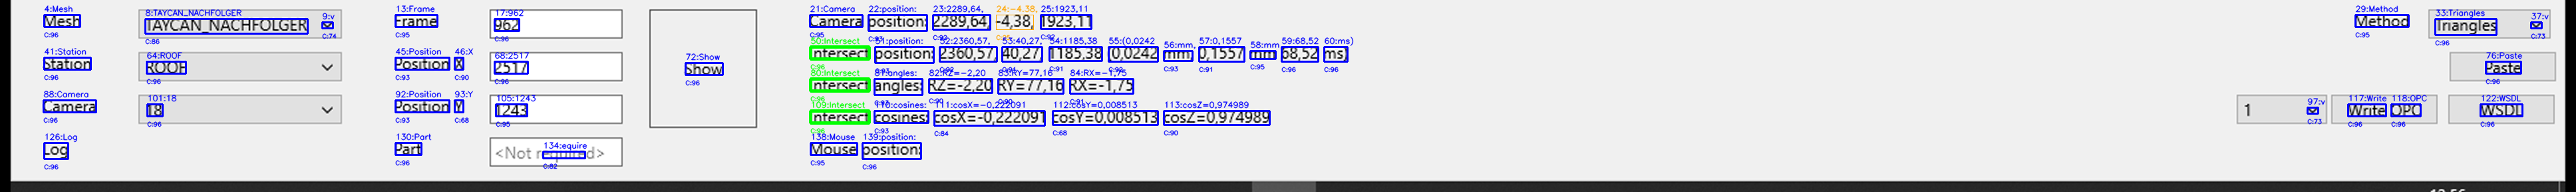 4:Mesh 8:TAYCAN_NACHFOLGER 9:v 13:Frame 17:962 21:Camera 22:position: 23:2289,64, 24:-4,38, 25:1923,11 29:Method 33:Triangles 37:v
Mesh TAYCAN_NACHFOLGER Frame 962 Camera position: 2289,64, -4,38, 1923,11 Method Triangles
C:96 C:86 C:74 C:96 C:96 C:95 C:96 C:92 C:92 C:95 C:96 C:73
41:Station 64:ROOF 45:Position 46:X 68:2517 72:Show 50:Intersect 51:position: 52:2360,57, 53:40,27, 54:1185,38 55:(0,0242 56:mm, 57:0,1557 58:mm 59:68,52 60:ms) 76:Paste
Station ROOF Position X 2517 Show Intersect position: 2360,57, 40,27, 1185,38 (0,0242 mm, 0,1557 mm 68,52 ms) Paste
C:96 C:96 C:93 C:90 C:96 C:96 C:96 C:93 C:91 C:95 C:96 C:96 C:96
80:Intersect 81:angles: 82:RZ=-2,20 83:RY=77,16 84:RX=-1,75
Intersect angles: RZ=-2,20 RY=77,16 RX=-1,75
88:Camera 101:18 92:Position 93:Y 105:1243 97:v 117:Write 118:OPC 122:WSDL
Camera 18 Position Y 1243 1 Write OPC WSDL
C:96 C:96 C:93 C:68 C:95 C:73 C:96 C:96 C:96
109:Intersect 110:cosines: 111:cosX=-0,222091 112:cosY=0,008513 113:cosZ=0,974989
Intersect cosines: cosX=-0,222091 cosY=0,008513 cosZ=0,974989
C:96 C:93 C:84 C:68 C:90
126:Log 130:Part 134:equire 138:Mouse 139:position:
Log Part <Not required> Mouse position:
C:96 C:96 C:82 C:95 C:96